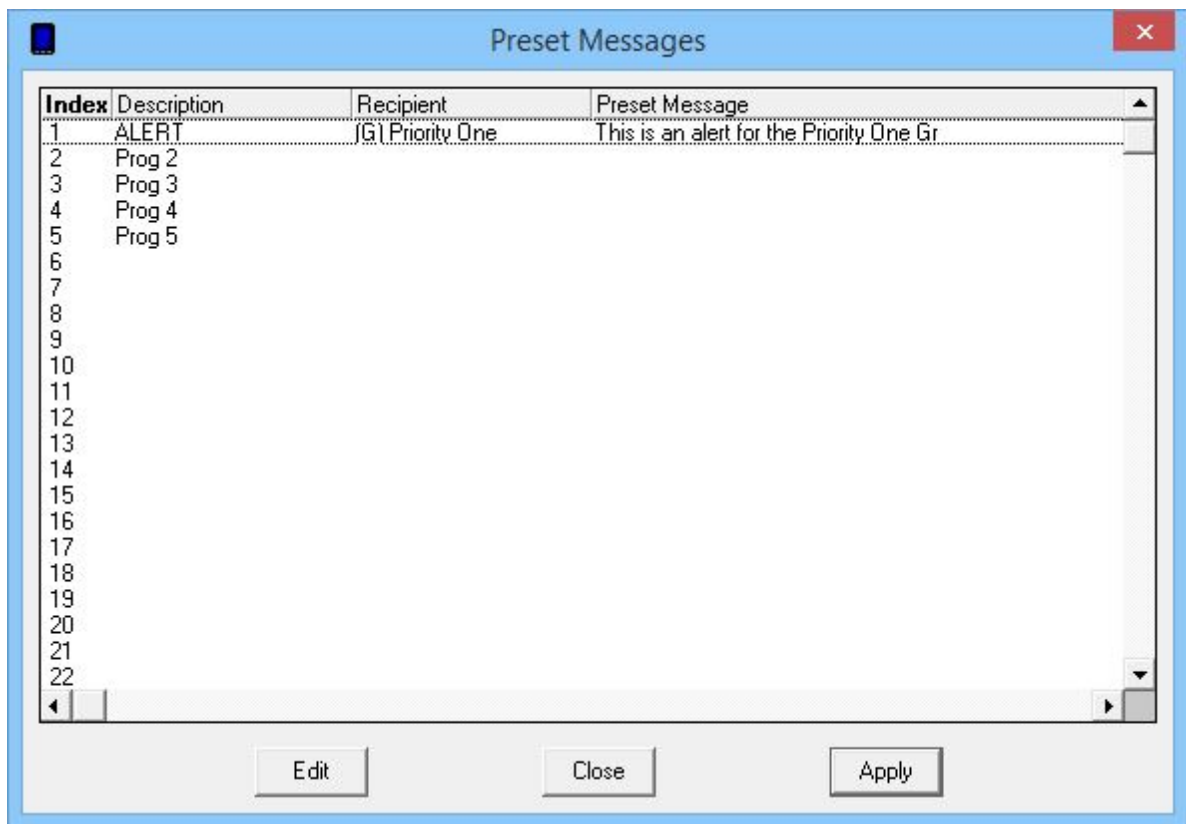 Preset Messages
Index Description Recipient Preset Message
1 ALERT (G) Priority One This is an alert for the Priority One Gr
2 Prog 2
3 Prog 3
4 Prog 4
5 Prog 5
6
7
8
9
10
11
12
13
14
15
16
17
18
19
20
21
22
Edit Close Apply